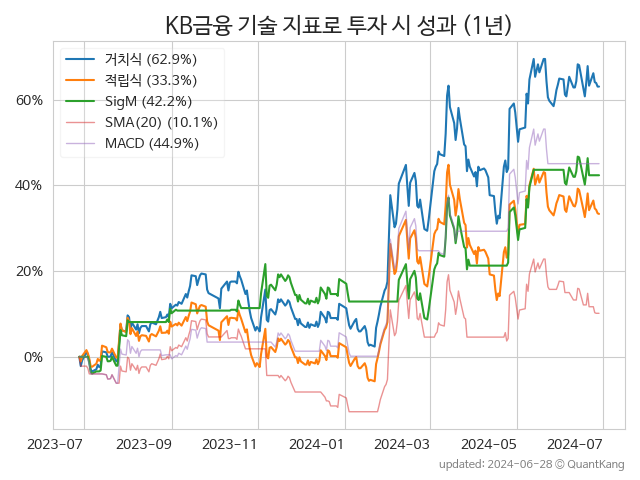 KB금융 기술 지표로 투자 시 성과 (1년)
거치식 (62.9%)
적립식 (33.3%)
SigM (42.2%)
SMA(20) (10.1%)
MACD (44.9%)
60%
40%
20%
0%
2023-07 2023-09 2023-11 2024-01 2024-03 2024-05 2024-07
updated: 2024-06-28 © QuantKang